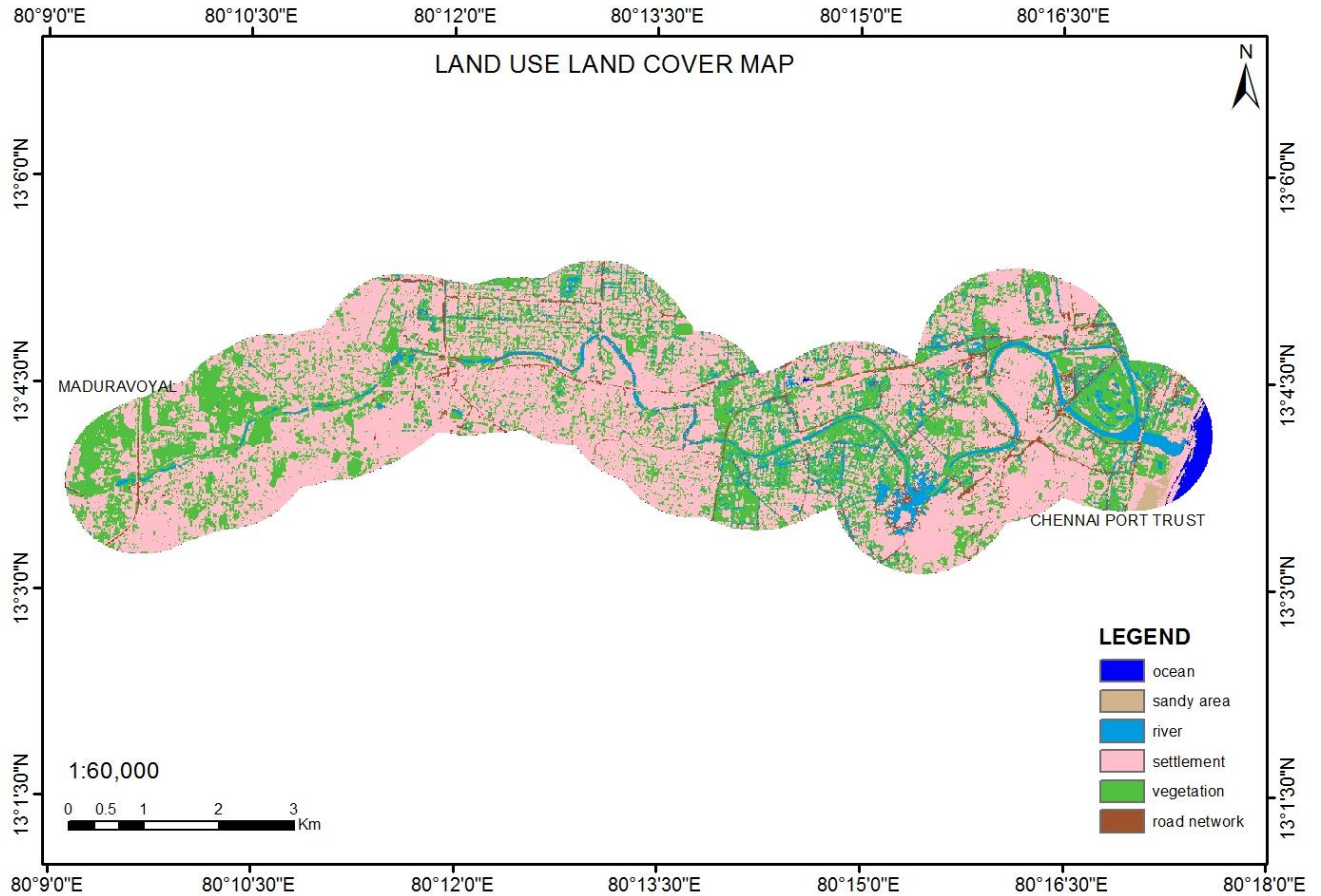 80°9'0"E 80°10'30"E 80°12'0"E 80°13'30"E 80°15'0"E 80°16'30"E
LAND USE LAND COVER MAP
N
13°6'0"N 13°6'0"N
13°4'30"N 13°4'30"N
MADURAVOYAL
CHENNAI PORT TRUST
13°3'0"N 13°3'0"N
LEGEND
ocean
sandy area
river
settlement
vegetation
road network
1:60,000
0 0.5 1 2 3
Km
13°1'30"N 13°1'30"N
80°9'0"E 80°10'30"E 80°12'0"E 80°13'30"E 80°15'0"E 80°16'30"E 80°18'0"E